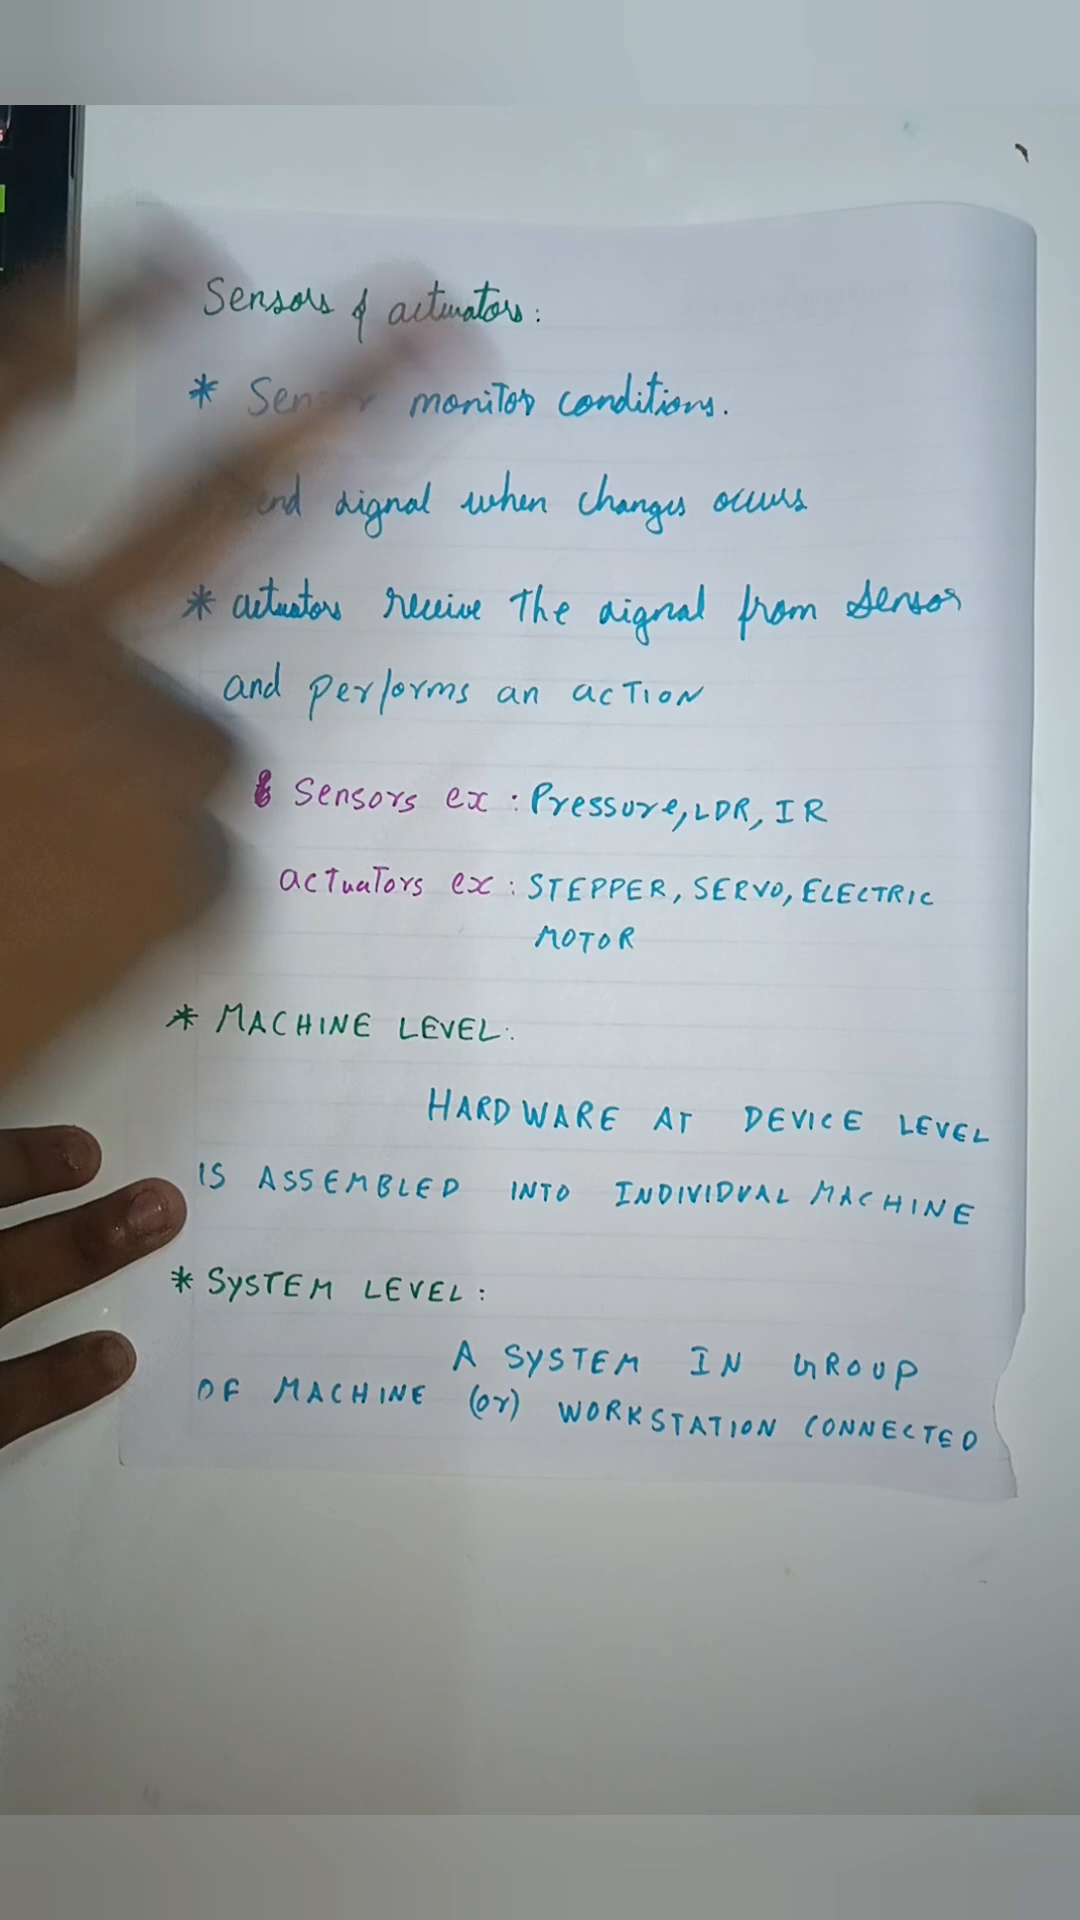 Sensors & actuators:
* Sensor monitor conditions.
send signal when changes occurs
* actuators receive the signal from sensor
and performs an acTION
Sensors ex : Pressure, LDR, IR
acTuaTors ex : STEPPER, SERVO, ELECTRIC
MOTOR
* MACHINE LEVEL:
HARDWARE AT DEVICE LEVEL
IS ASSEMBLED INTO INDIVIDUAL MACHINE
* SYSTEM LEVEL:
A SYSTEM IN GROUP
OF MACHINE (or) WORKSTATION CONNECTED